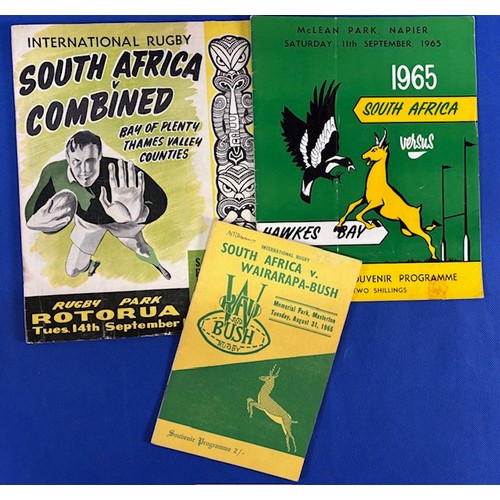 INTERNATIONAL RUGBY
SOUTH AFRICA
v
COMBINED
BAY OF PLENTY
THAMES VALLEY
COUNTIES
RUGBY PARK
ROTORUA
Tues. 14th September
McLEAN PARK, NAPIER
SATURDAY 11th SEPTEMBER, 1965
1965
SOUTH AFRICA
versus
HAWKES BAY
SOUVENIR PROGRAMME
TWO SHILLINGS
INTERNATIONAL RUGBY
SOUTH AFRICA v.
WAIRARAPA-BUSH
Memorial Park, Masterton
Tuesday, August 31, 1965
BUSH
RUGBY
Souvenir Programme 2/-